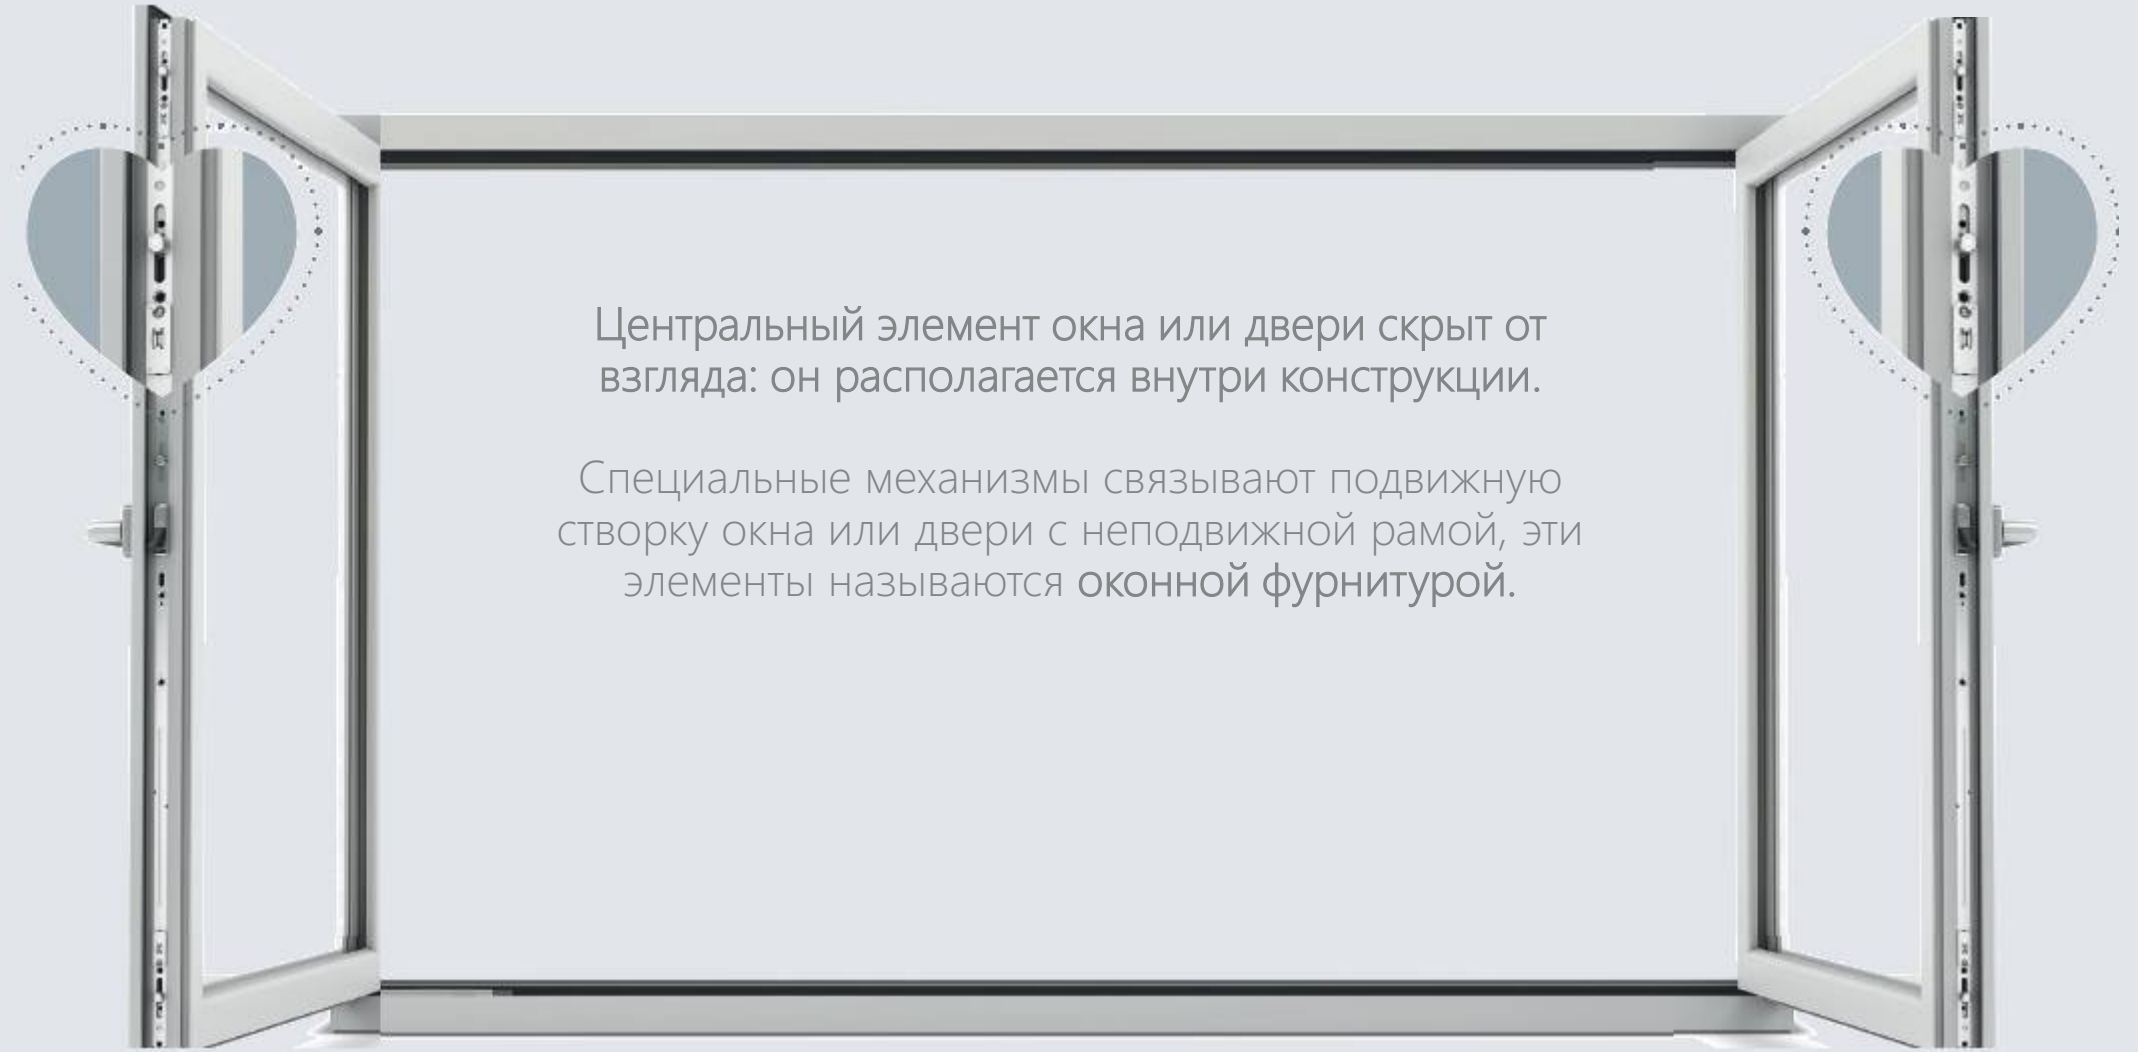 Центральный элемент окна или двери скрыт от
взгляда: он располагается внутри конструкции.
Специальные механизмы связывают подвижную
створку окна или двери с неподвижной рамой, эти
элементы называются оконной фурнитурой.